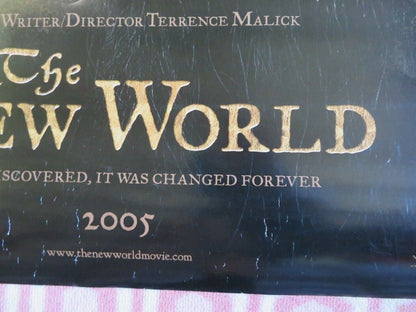 Writer/Director Terrence Malick
The
ew World
iscovered, it was changed forever
2005
www.thenewworldmovie.com